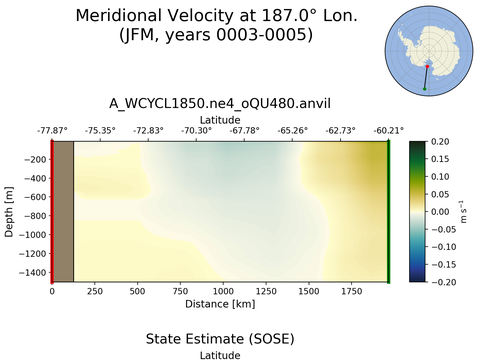 Meridional Velocity at 187.0° Lon.
(JFM, years 0003-0005)
A_WCYCL1850.ne4_oQU480.anvil
Latitude
-77.87° -75.35° -72.83° -70.30° -67.78° -65.26° -62.73° -60.21°
Depth [m]
−200
−400
−600
−800
−1000
−1200
−1400
0 250 500 750 1000 1250 1500 1750
Distance [km]
0.20
0.15
0.10
0.05
0.00
−0.05
−0.10
−0.15
−0.20
m s⁻¹
State Estimate (SOSE)
Latitude